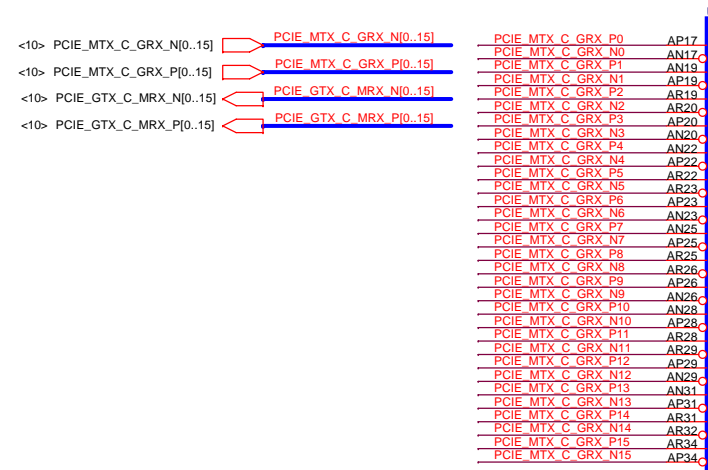 <10> PCIE_MTX_C_GRX_N[0..15] PCIE_MTX_C_GRX_N[0..15]
<10> PCIE_MTX_C_GRX_P[0..15] PCIE_MTX_C_GRX_P[0..15]
<10> PCIE_GTX_C_MRX_N[0..15] PCIE_GTX_C_MRX_N[0..15]
<10> PCIE_GTX_C_MRX_P[0..15] PCIE_GTX_C_MRX_P[0..15]
PCIE_MTX_C_GRX_P0 AP17
PCIE_MTX_C_GRX_N0 AN17
PCIE_MTX_C_GRX_P1 AN19
PCIE_MTX_C_GRX_N1 AP19
PCIE_MTX_C_GRX_P2 AR19
PCIE_MTX_C_GRX_N2 AR20
PCIE_MTX_C_GRX_P3 AP20
PCIE_MTX_C_GRX_N3 AN20
PCIE_MTX_C_GRX_P4 AN22
PCIE_MTX_C_GRX_N4 AP22
PCIE_MTX_C_GRX_P5 AR22
PCIE_MTX_C_GRX_N5 AR23
PCIE_MTX_C_GRX_P6 AP23
PCIE_MTX_C_GRX_N6 AN23
PCIE_MTX_C_GRX_P7 AN25
PCIE_MTX_C_GRX_N7 AP25
PCIE_MTX_C_GRX_P8 AR25
PCIE_MTX_C_GRX_N8 AR26
PCIE_MTX_C_GRX_P9 AP26
PCIE_MTX_C_GRX_N9 AN26
PCIE_MTX_C_GRX_P10 AN28
PCIE_MTX_C_GRX_N10 AP28
PCIE_MTX_C_GRX_P11 AR28
PCIE_MTX_C_GRX_N11 AR29
PCIE_MTX_C_GRX_P12 AP29
PCIE_MTX_C_GRX_N12 AN29
PCIE_MTX_C_GRX_P13 AN31
PCIE_MTX_C_GRX_N13 AP31
PCIE_MTX_C_GRX_P14 AR31
PCIE_MTX_C_GRX_N14 AR32
PCIE_MTX_C_GRX_P15 AR34
PCIE_MTX_C_GRX_N15 AP34